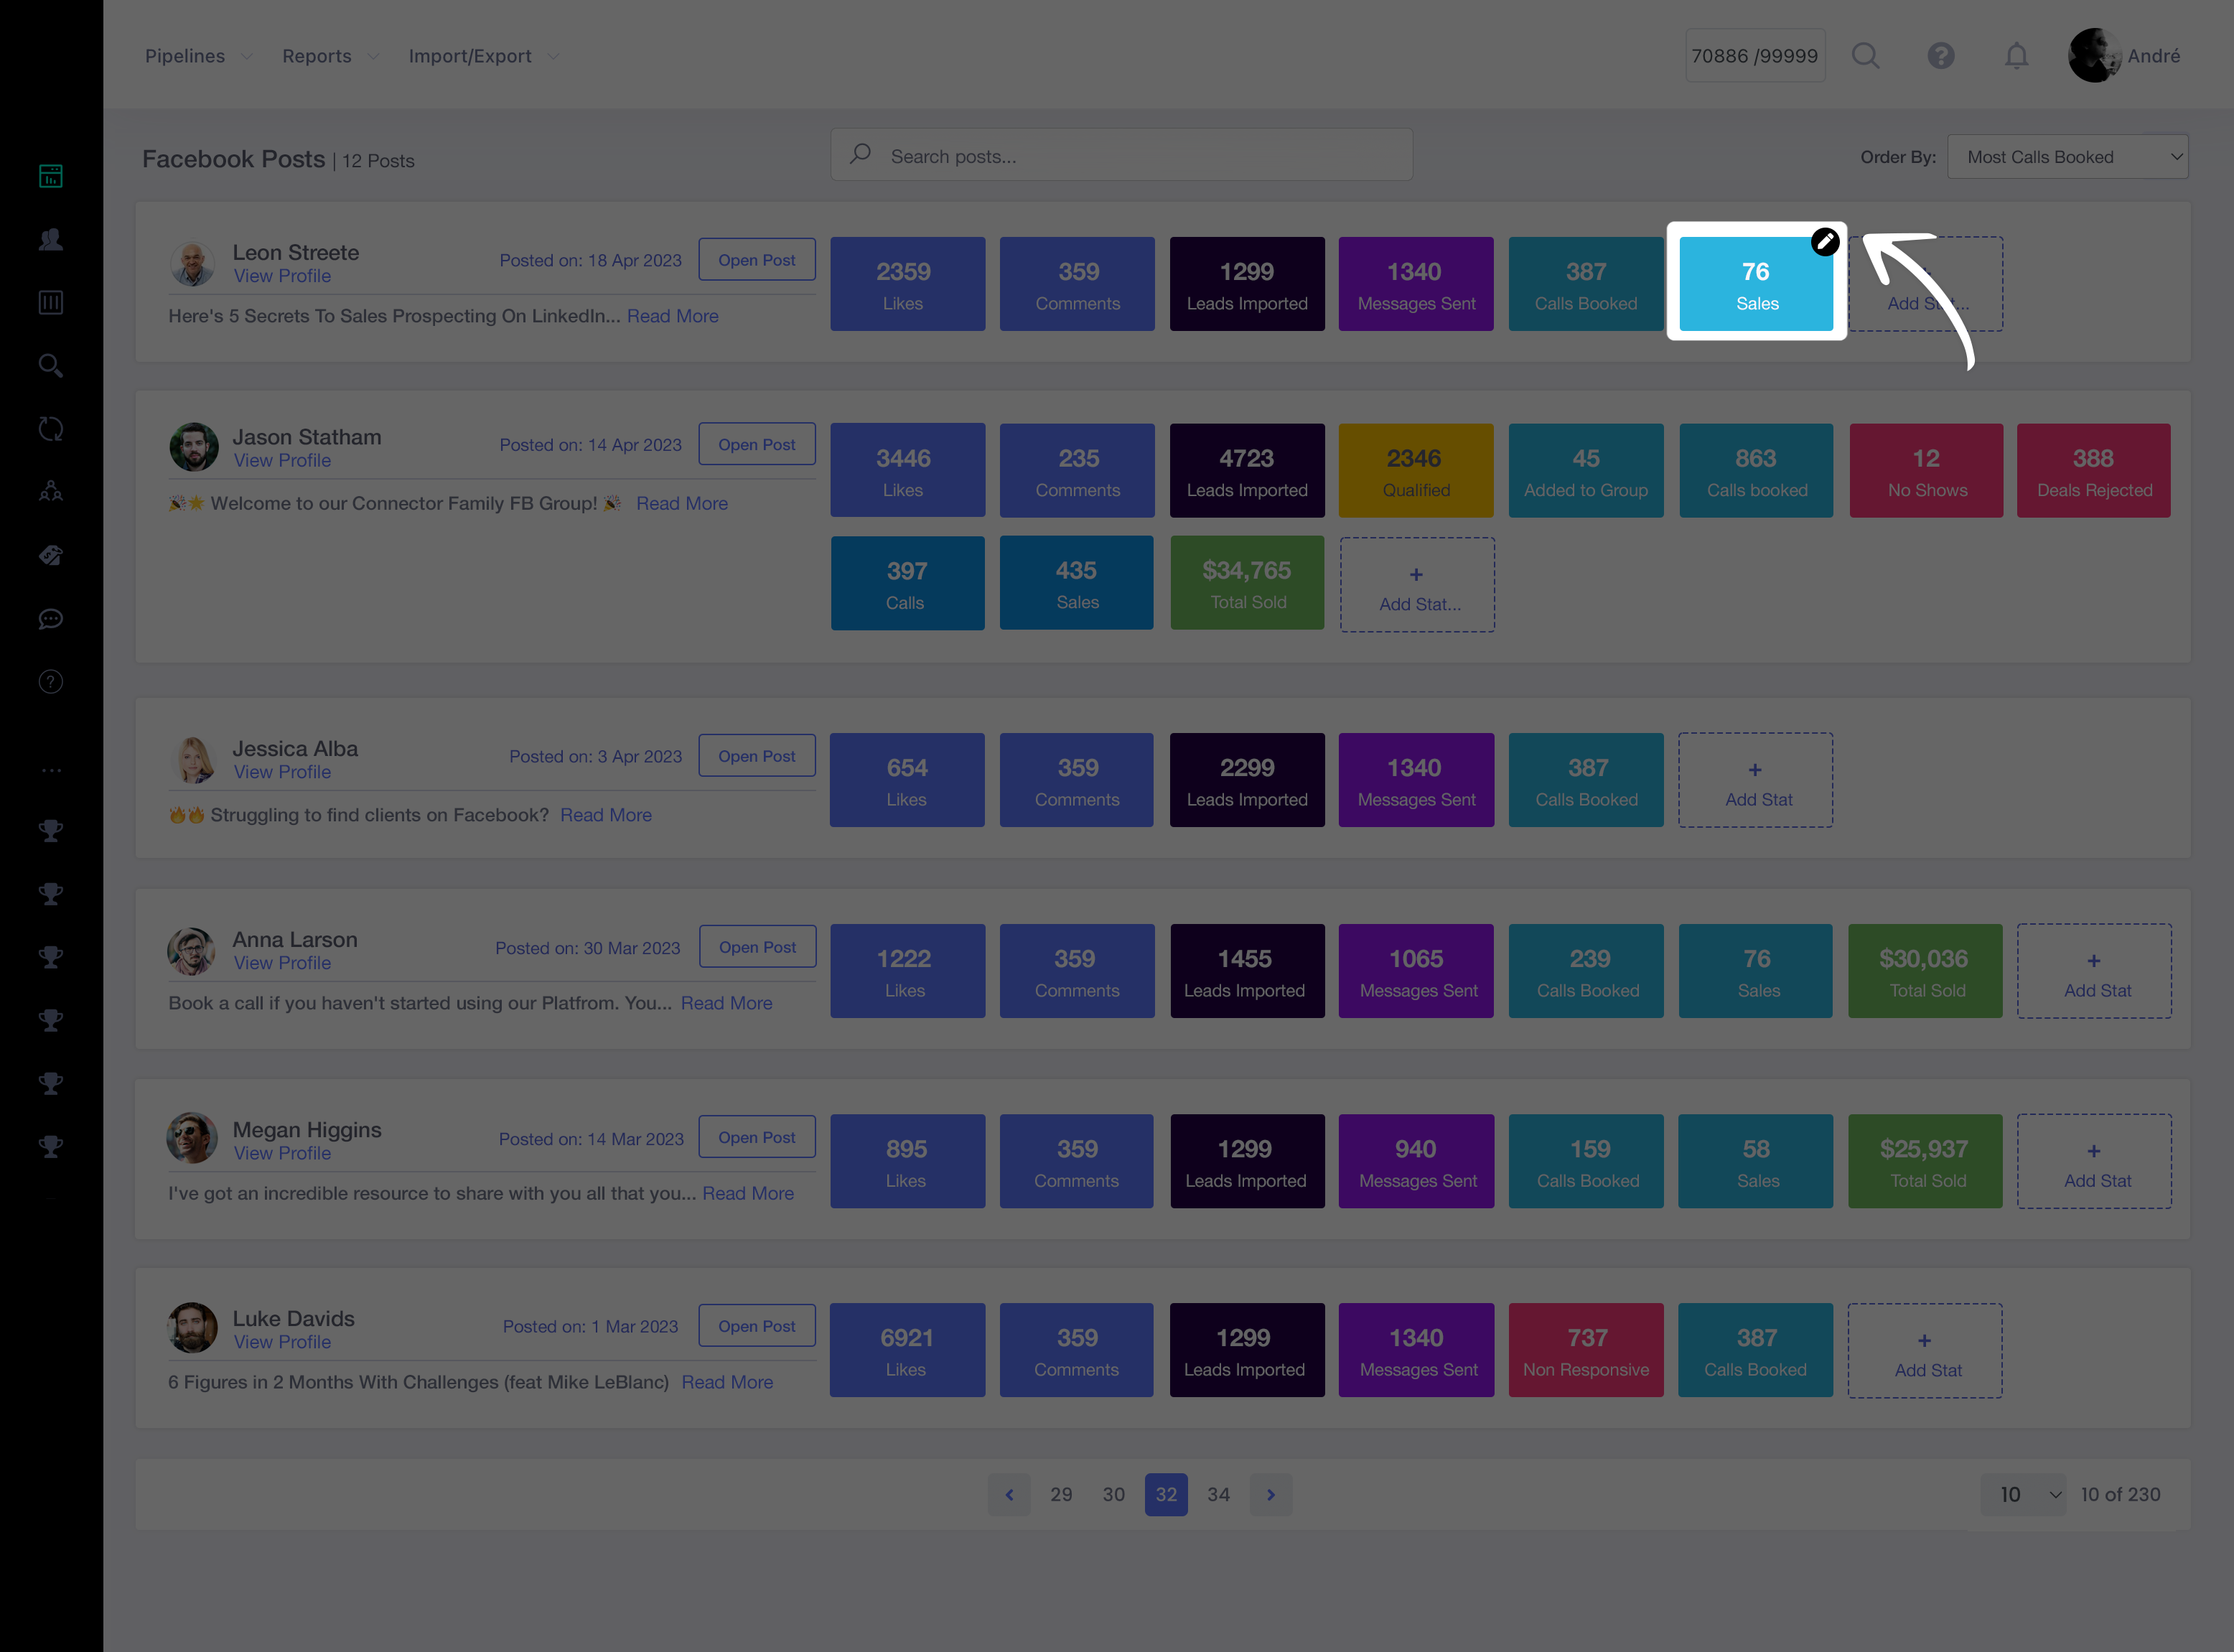 Pipelines Reports Import/Export 70886 /99999 André
Facebook Posts | 12 Posts Search posts... Order By: Most Calls Booked
Leon Streete
View Profile
Posted on: 18 Apr 2023 Open Post
Here's 5 Secrets To Sales Prospecting On LinkedIn... Read More
2359 359 1299 1340 387 76
Likes Comments Leads Imported Messages Sent Calls Booked Sales
Jason Statham
View Profile
Posted on: 14 Apr 2023 Open Post
Welcome to our Connector Family FB Group! Read More
3446 235 4723 2346 45 863 12 388
Likes Comments Leads Imported Qualified Added to Group Calls booked No Shows Deals Rejected
397 435 $34,765 +
Calls Sales Total Sold Add Stat...
Jessica Alba
View Profile
Posted on: 3 Apr 2023 Open Post
Struggling to find clients on Facebook? Read More
654 359 2299 1340 387 +
Likes Comments Leads Imported Messages Sent Calls Booked Add Stat
Anna Larson
View Profile
Posted on: 30 Mar 2023 Open Post
Book a call if you haven't started using our Platfrom. You... Read More
1222 359 1455 1065 239 76 $30,036 +
Likes Comments Leads Imported Messages Sent Calls Booked Sales Total Sold Add Stat
Megan Higgins
View Profile
Posted on: 14 Mar 2023 Open Post
I've got an incredible resource to share with you all that you... Read More
895 359 1299 940 159 58 $25,937 +
Likes Comments Leads Imported Messages Sent Calls Booked Sales Total Sold Add Stat
Luke Davids
View Profile
Posted on: 1 Mar 2023 Open Post
6 Figures in 2 Months With Challenges (feat Mike LeBlanc) Read More
6921 359 1299 1340 737 387 +
Likes Comments Leads Imported Messages Sent Non Responsive Calls Booked Add Stat
29 30 32 34 10 10 of 230